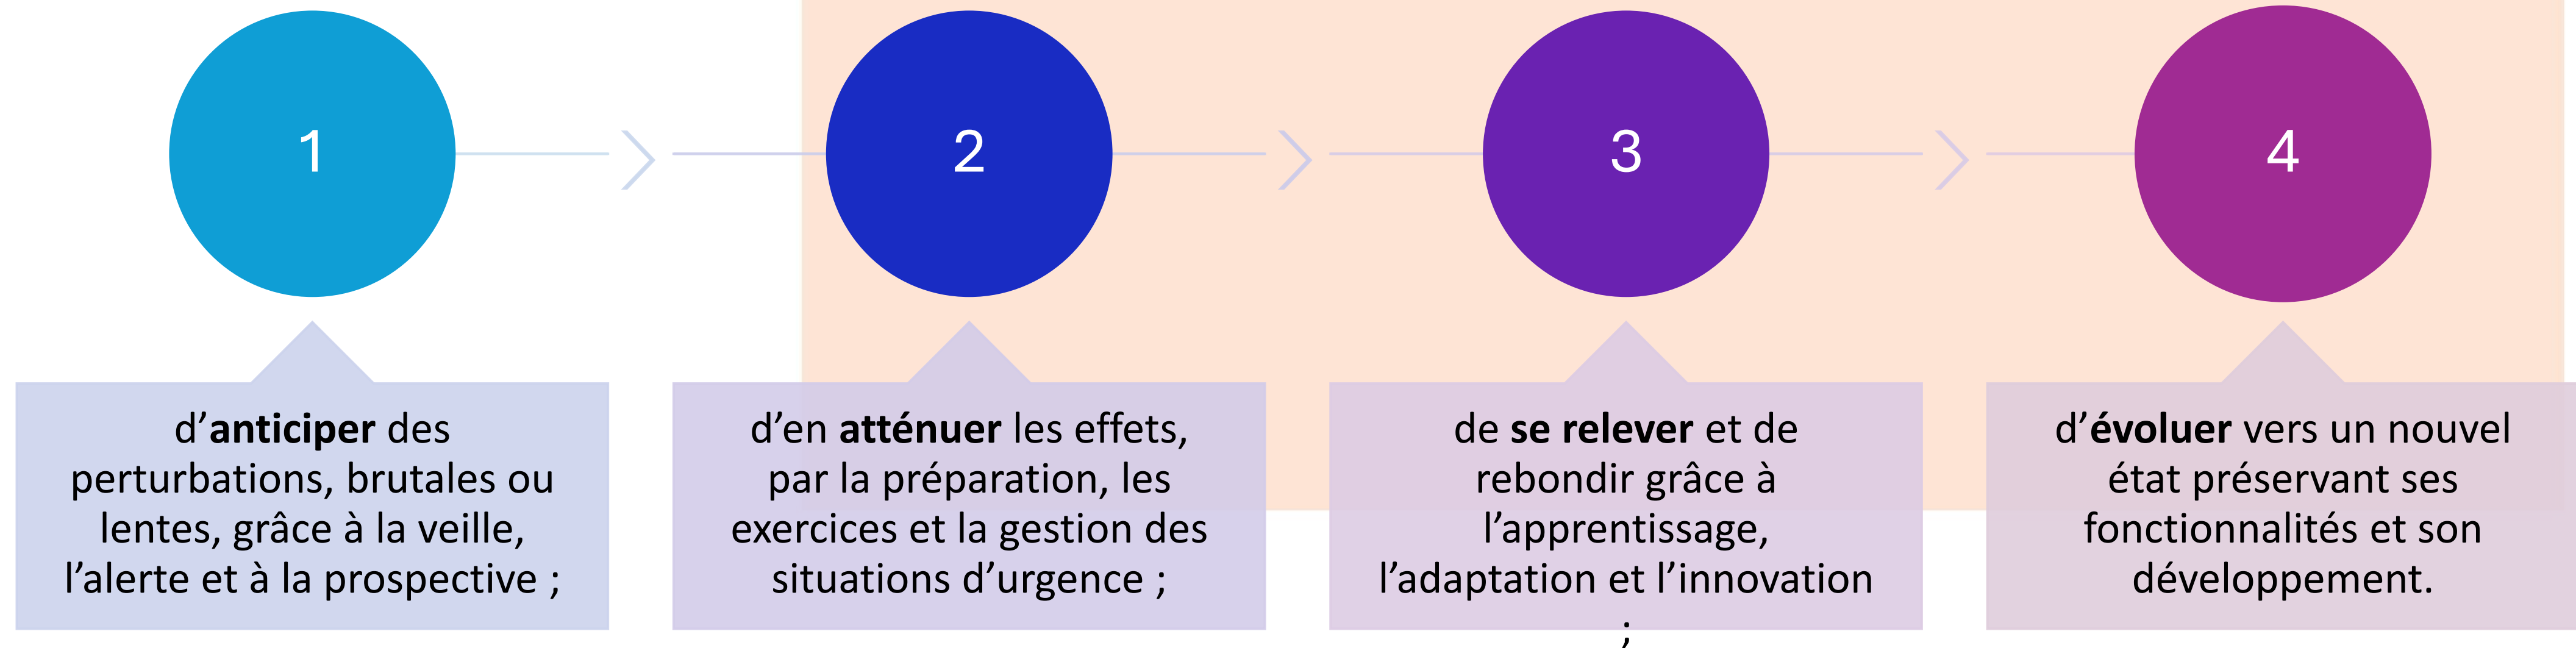 1
d’anticiper des
perturbations, brutales ou
lentes, grâce à la veille,
l’alerte et à la prospective ;
2
d’en atténuer les effets,
par la préparation, les
exercices et la gestion des
situations d’urgence ;
3
de se relever et de
rebondir grâce à
l’apprentissage,
l’adaptation et l’innovation
;
4
d’évoluer vers un nouvel
état préservant ses
fonctionnalités et son
développement.